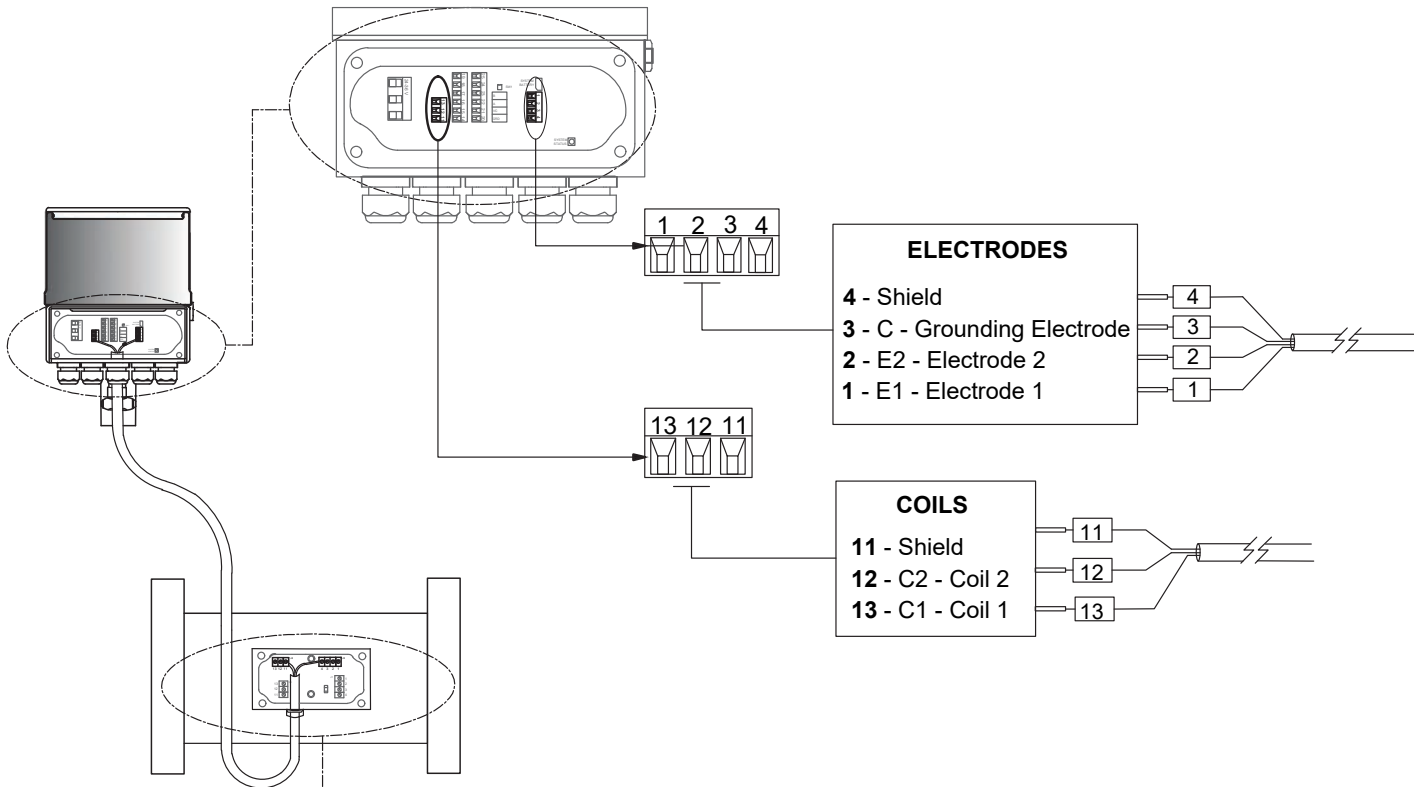 1 2 3 4
ELECTRODES
4 - Shield
3 - C - Grounding Electrode
2 - E2 - Electrode 2
1 - E1 - Electrode 1
4
3
2
1
13 12 11
COILS
11 - Shield
12 - C2 - Coil 2
13 - C1 - Coil 1
11
12
13